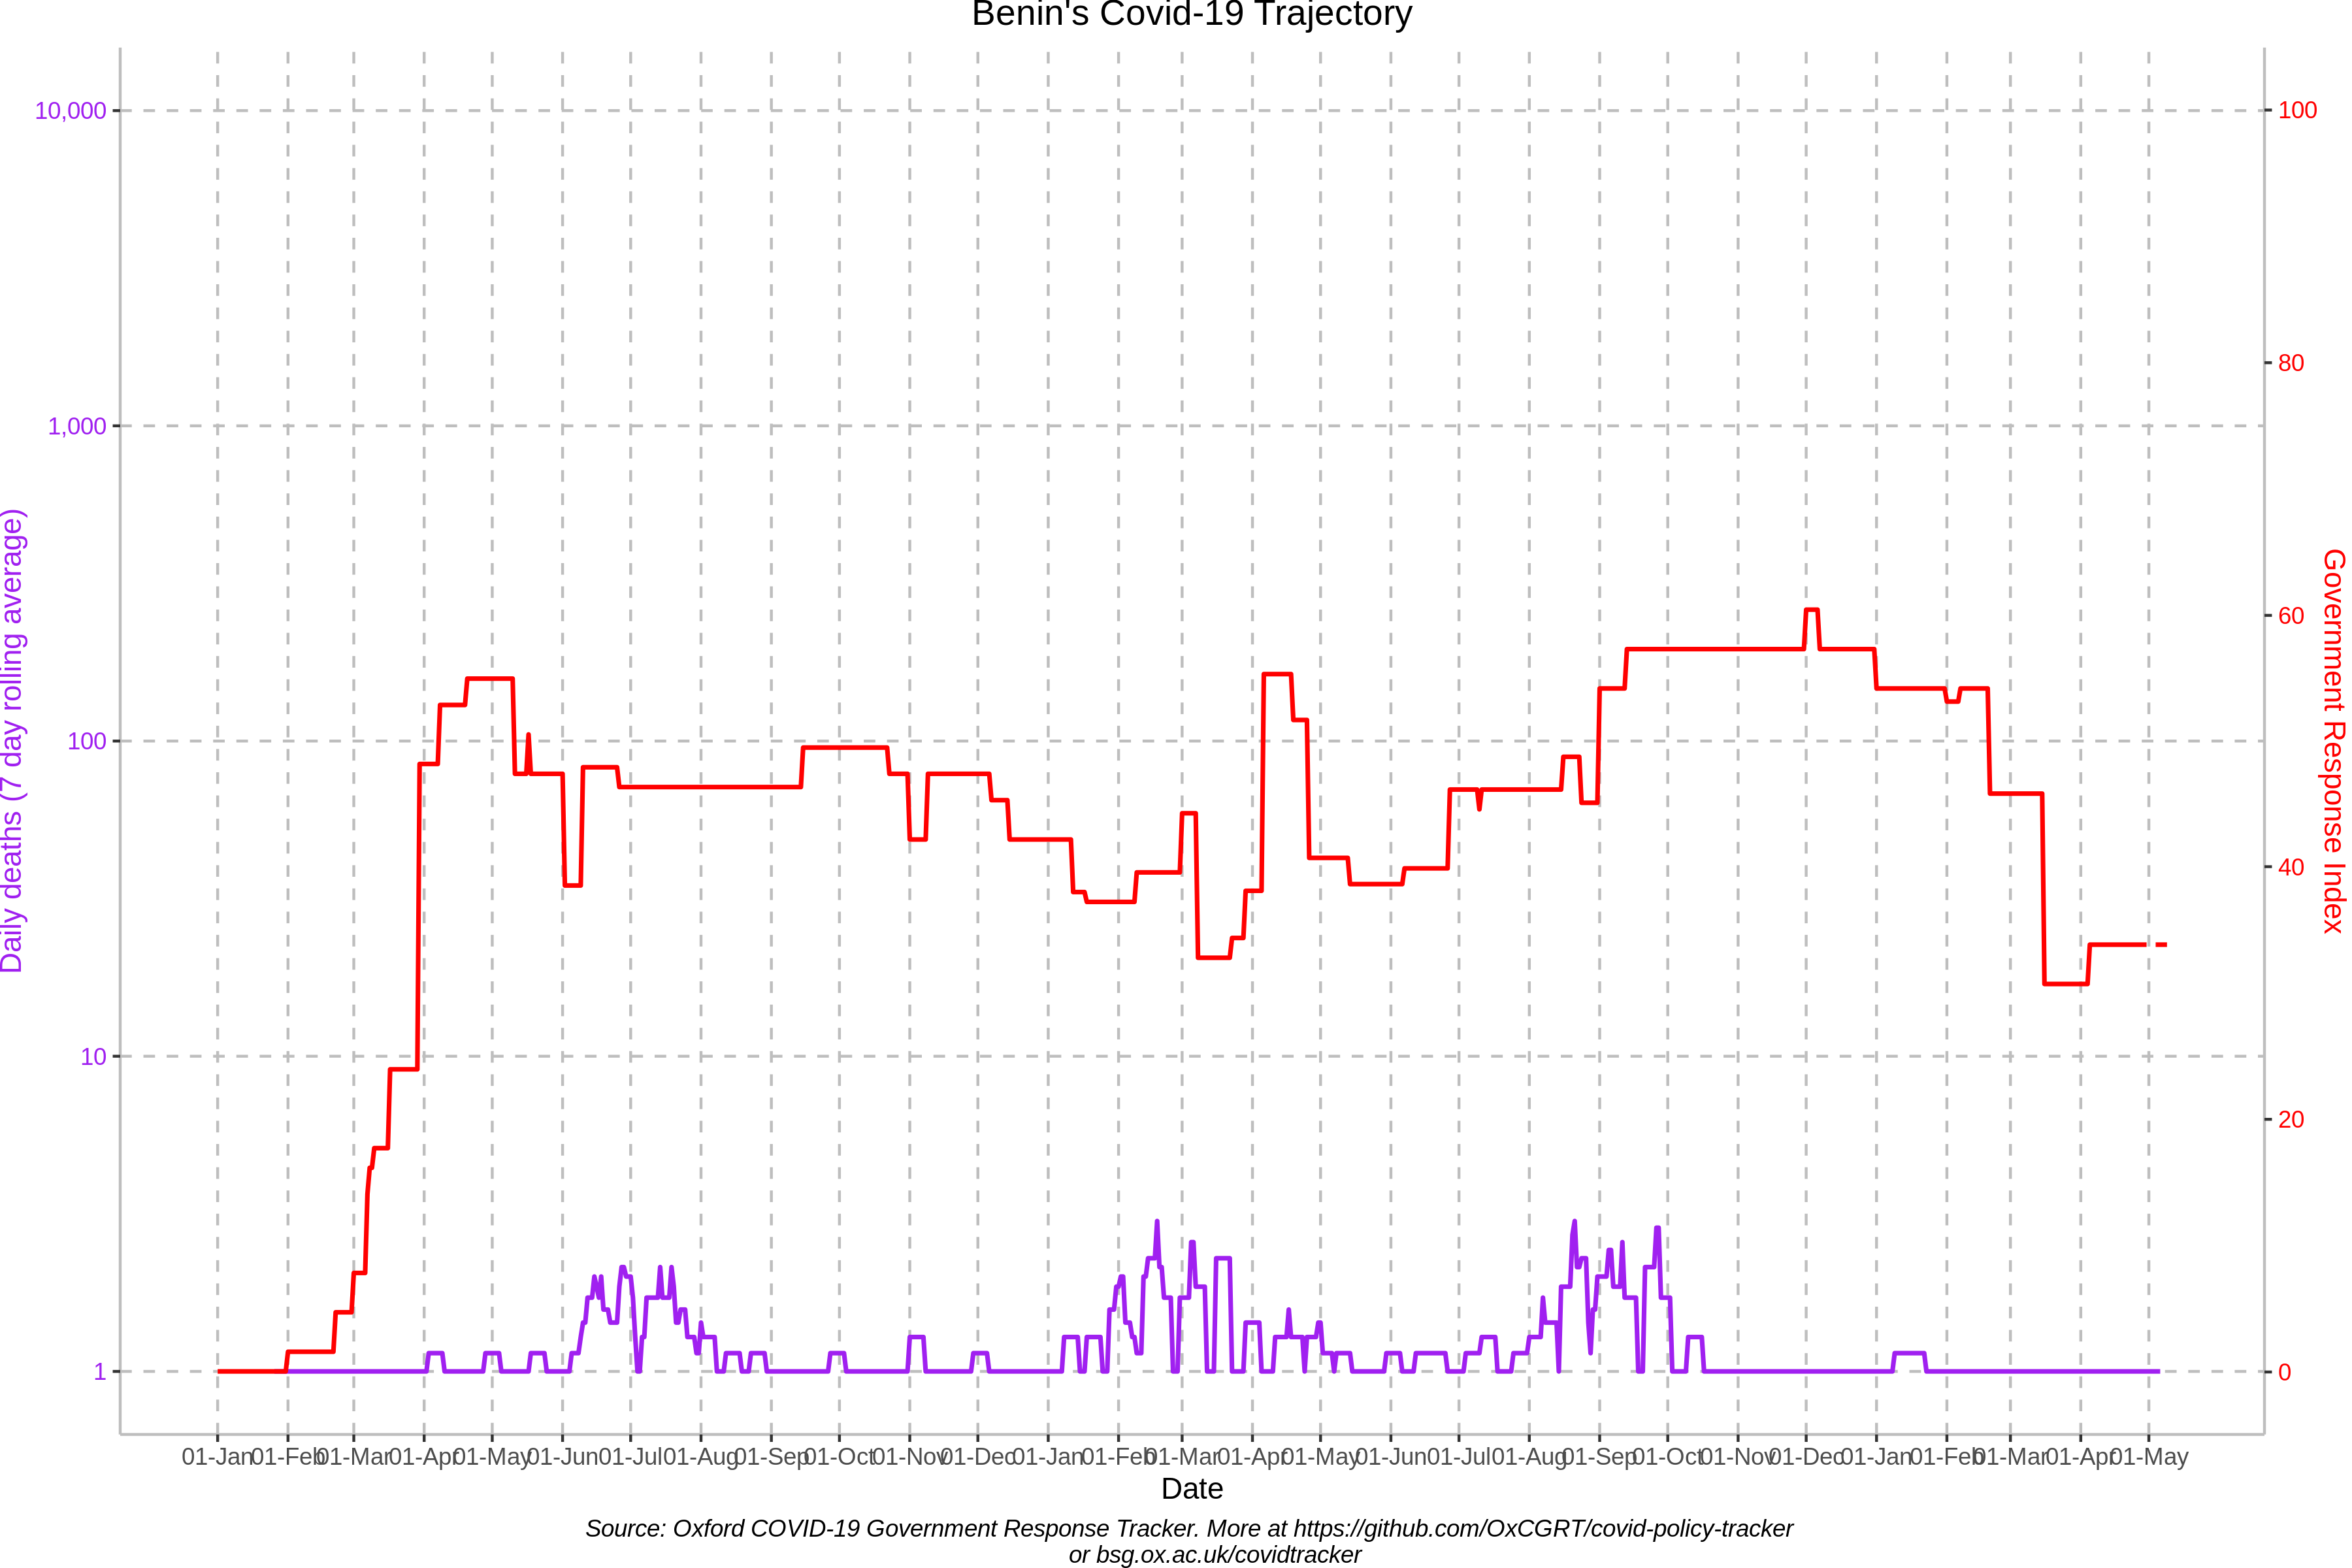 Benin's Covid-19 Trajectory
10,000
1,000
100
10
1
Daily deaths (7 day rolling average)
100
80
60
40
20
0
Government Response Index
01-Jan 01-Feb 01-Mar 01-Apr 01-May 01-Jun 01-Jul 01-Aug 01-Sep 01-Oct 01-Nov 01-Dec 01-Jan 01-Feb 01-Mar 01-Apr 01-May 01-Jun 01-Jul 01-Aug 01-Sep 01-Oct 01-Nov 01-Dec 01-Jan 01-Feb 01-Mar 01-Apr 01-May
Date
Source: Oxford COVID-19 Government Response Tracker. More at https://github.com/OxCGRT/covid-policy-tracker
or bsg.ox.ac.uk/covidtracker